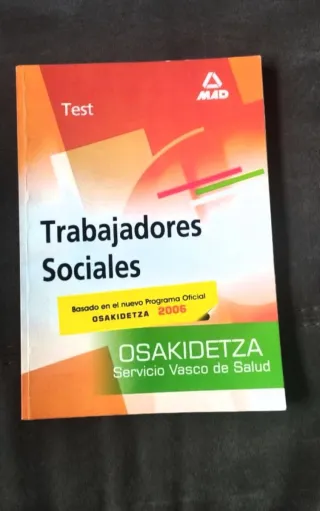 Test
MAD
Trabajadores
Sociales
Basado en el nuevo Programa Oficial
OSAKIDETZA 2006
OSAKIDETZA
Servicio Vasco de Salud